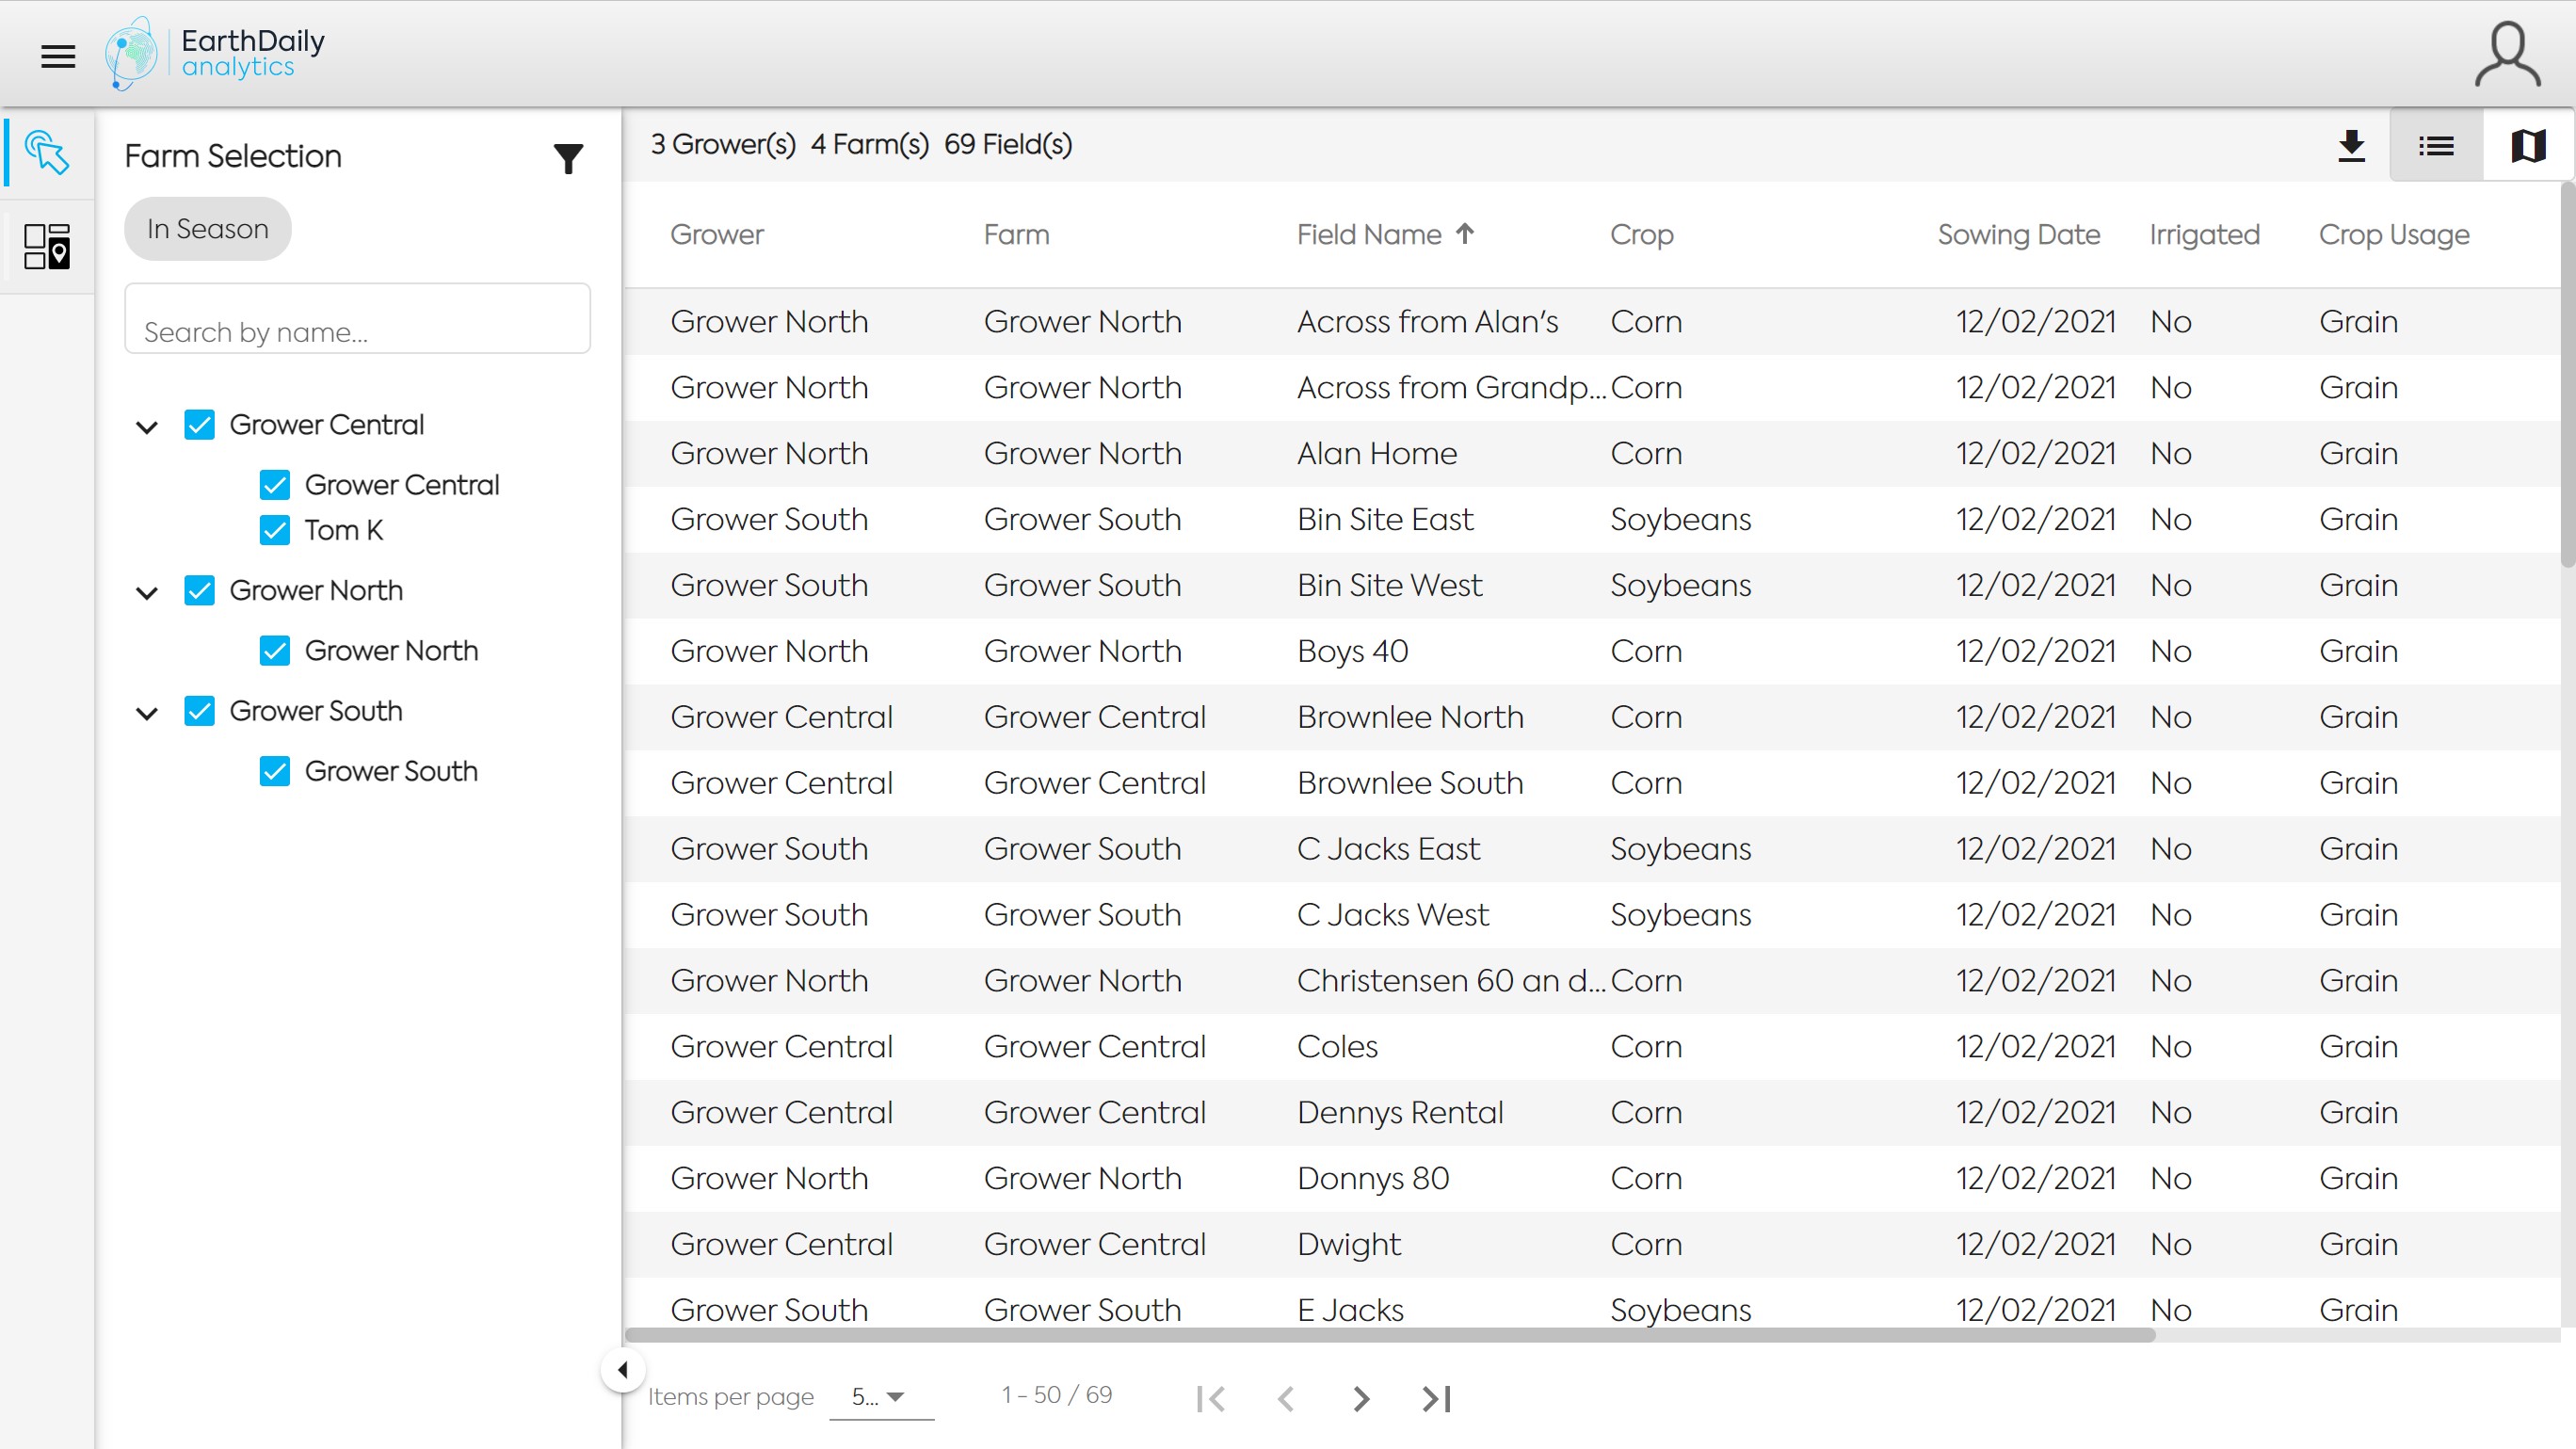 EarthDaily
analytics
Farm Selection
In Season
Search by name...
Grower Central
Grower Central
Tom K
Grower North
Grower North
Grower South
Grower South
3 Grower(s) 4 Farm(s) 69 Field(s)
Grower Farm Field Name Crop Sowing Date Irrigated Crop Usage
Grower North Grower North Across from Alan's Corn 12/02/2021 No Grain
Grower North Grower North Across from Grandp... Corn 12/02/2021 No Grain
Grower North Grower North Alan Home Corn 12/02/2021 No Grain
Grower South Grower South Bin Site East Soybeans 12/02/2021 No Grain
Grower South Grower South Bin Site West Soybeans 12/02/2021 No Grain
Grower North Grower North Boys 40 Corn 12/02/2021 No Grain
Grower Central Grower Central Brownlee North Corn 12/02/2021 No Grain
Grower Central Grower Central Brownlee South Corn 12/02/2021 No Grain
Grower South Grower South C Jacks East Soybeans 12/02/2021 No Grain
Grower South Grower South C Jacks West Soybeans 12/02/2021 No Grain
Grower North Grower North Christensen 60 an d... Corn 12/02/2021 No Grain
Grower Central Grower Central Coles Corn 12/02/2021 No Grain
Grower Central Grower Central Dennys Rental Corn 12/02/2021 No Grain
Grower North Grower North Donnys 80 Corn 12/02/2021 No Grain
Grower Central Grower Central Dwight Corn 12/02/2021 No Grain
Grower South Grower South E Jacks Soybeans 12/02/2021 No Grain
Items per page 5... 1 - 50 / 69